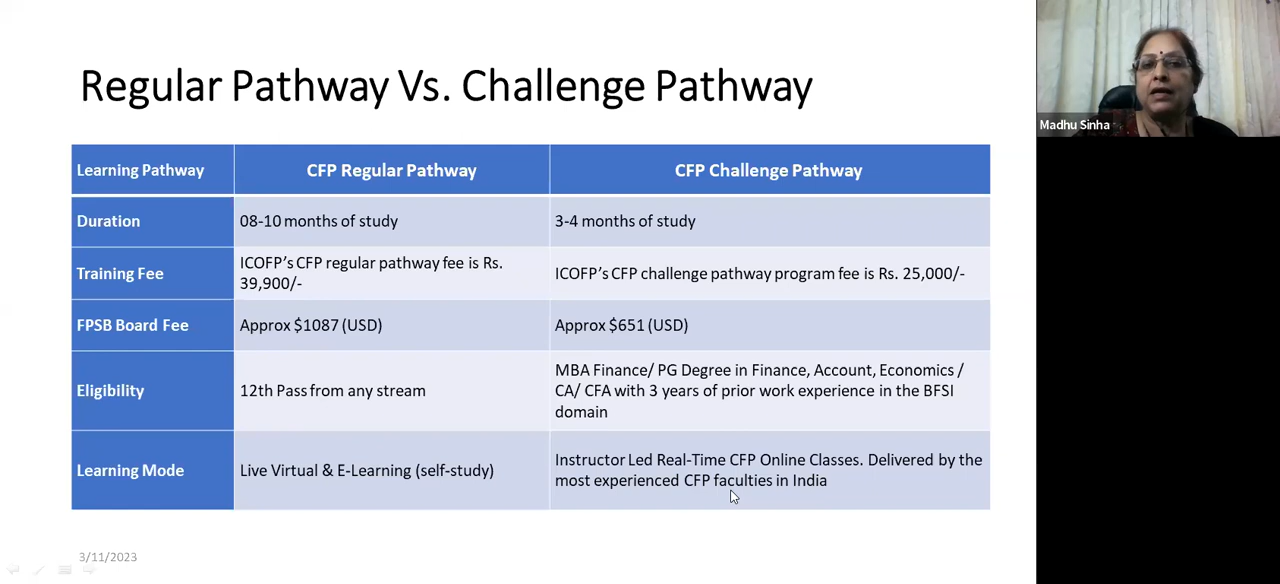 Regular Pathway Vs. Challenge Pathway
Madhu Sinha
Learning Pathway
CFP Regular Pathway
CFP Challenge Pathway
Duration
08-10 months of study
3-4 months of study
Training Fee
ICOFP's CFP regular pathway fee is Rs.
39,900/-
ICOFP's CFP challenge pathway program fee is Rs. 25,000/-
FPSB Board Fee
Approx $1087 (USD)
Approx $651 (USD)
Eligibility
12th Pass from any stream
MBA Finance/ PG Degree in Finance, Account, Economics /
CA/ CFA with 3 years of prior work experience in the BFSI
domain
Learning Mode
Live Virtual & E-Learning (self-study)
Instructor Led Real-Time CFP Online Classes. Delivered by the
most experienced CFP faculties in India
3/11/2023